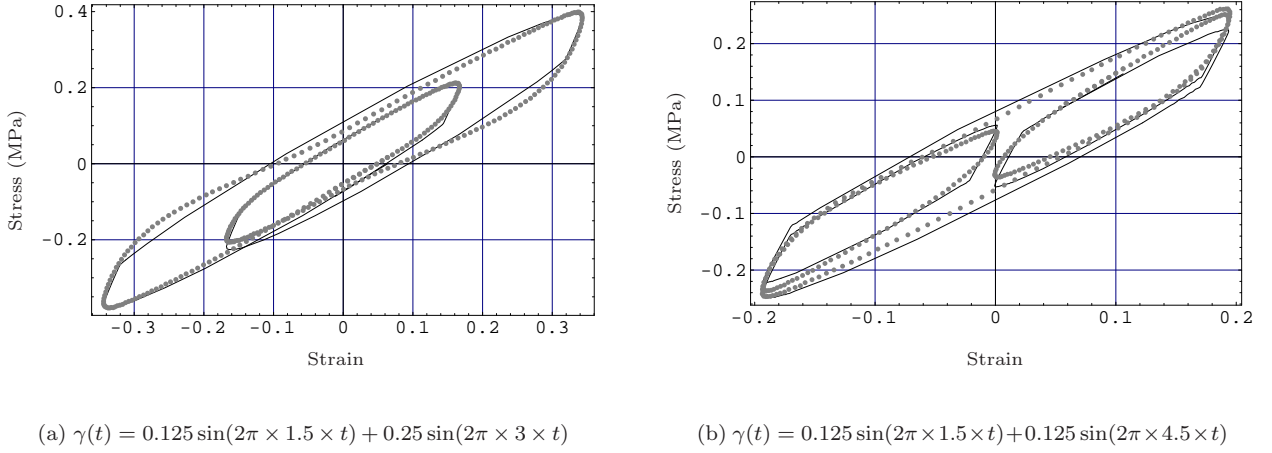 0.4
0.2
0
-0.2
Stress (MPa)
-0.3 -0.2 -0.1 0 0.1 0.2 0.3
Strain
(a) γ(t) = 0.125 sin(2π × 1.5 × t) + 0.25 sin(2π × 3 × t)
0.2
0.1
0
-0.1
-0.2
Stress (MPa)
-0.2 -0.1 0 0.1 0.2
Strain
(b) γ(t) = 0.125 sin(2π×1.5×t)+0.125 sin(2π×4.5×t)